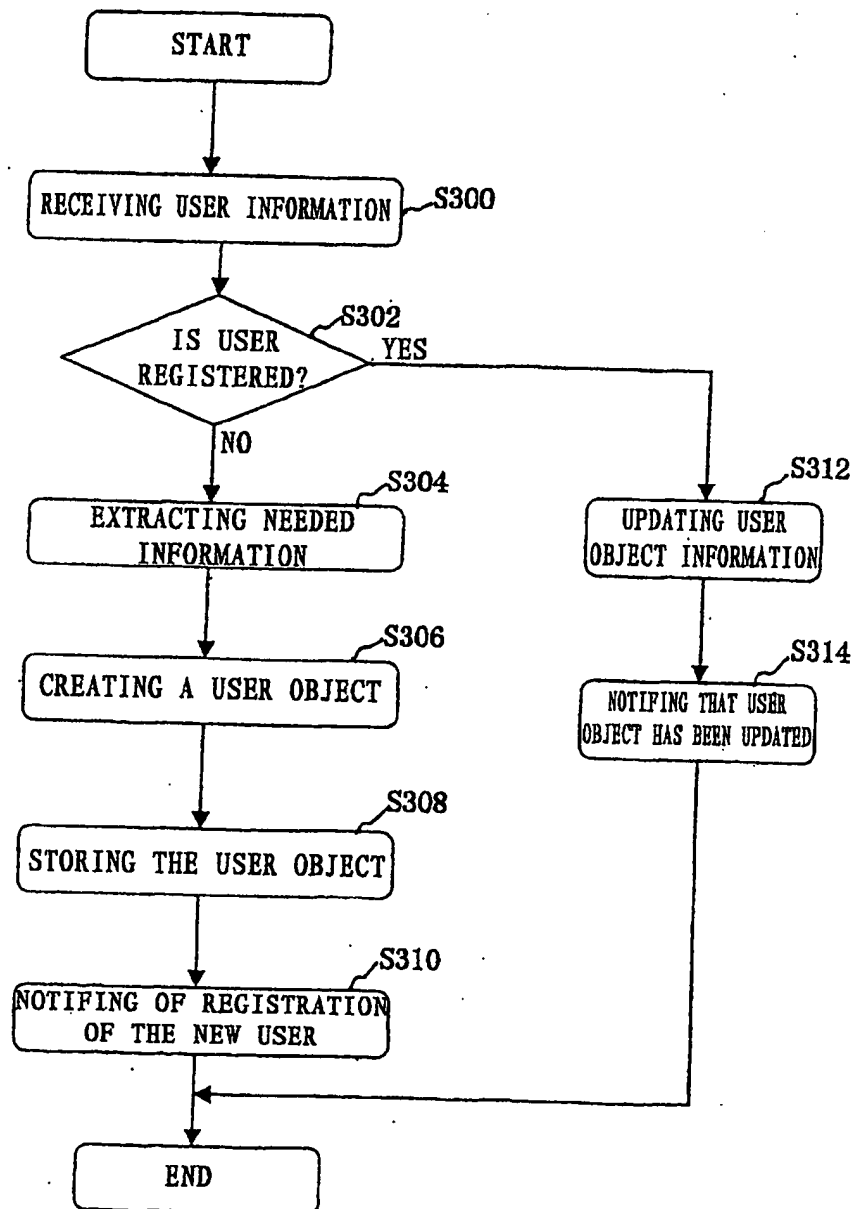 START
RECEIVING USER INFORMATION
S300
S302
IS USER
REGISTERED?
YES
NO
S304
EXTRACTING NEEDED
INFORMATION
S312
UPDATING USER
OBJECT INFORMATION
S306
CREATING A USER OBJECT
S314
NOTIFING THAT USER
OBJECT HAS BEEN UPDATED
S308
STORING THE USER OBJECT
S310
NOTIFING OF REGISTRATION
OF THE NEW USER
END